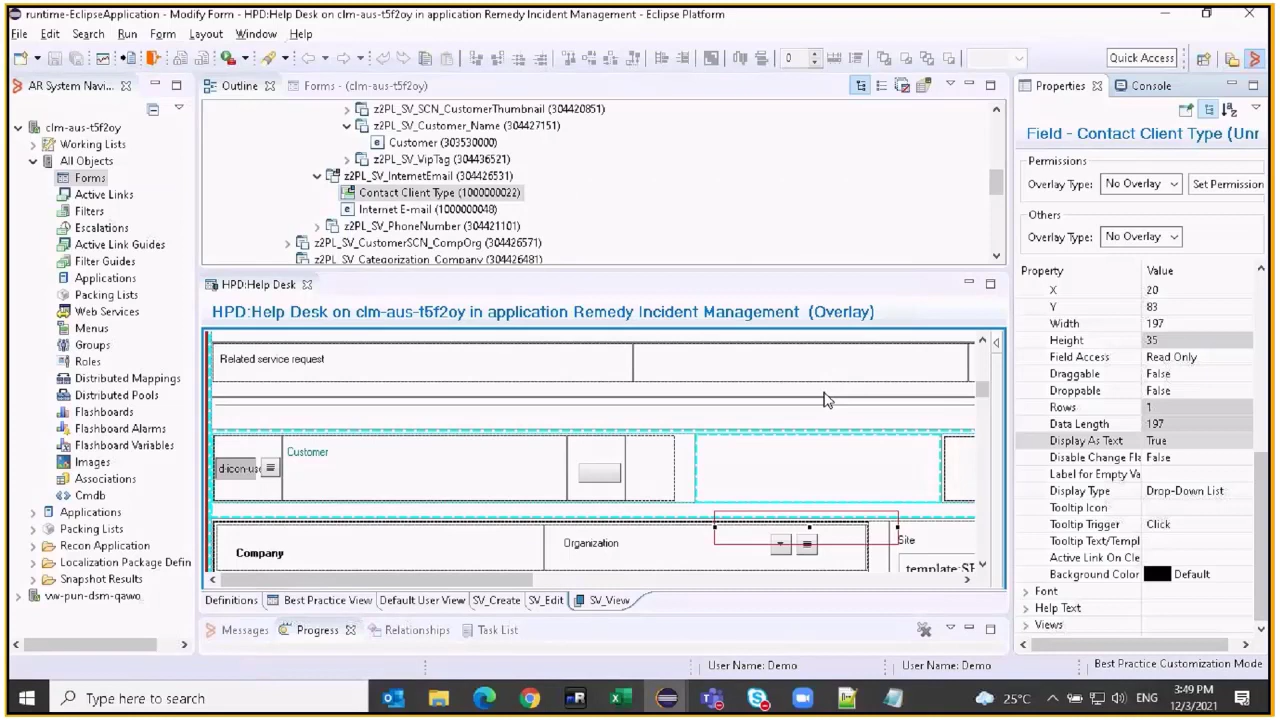 runtime-EclipseApplication - Modify Form - HPD:Help Desk on clm-aus-t5f2oy in application Remedy Incident Management - Eclipse Platform
File Edit Search Run Form Layout Window Help
0
Quick Access
AR System Navi...
clm-aus-t5f2oy
Working Lists
All Objects
Forms
Active Links
Filters
Escalations
Active Link Guides
Filter Guides
Applications
Packing Lists
Web Services
Menus
Groups
Roles
Distributed Mappings
Distributed Pools
Flashboards
Flashboard Alarms
Flashboard Variables
Images
Associations
Cmdb
Applications
Packing Lists
Recon Application
Localization Package Defin
Snapshot Results
vw-pun-dsm-qawo
Outline Forms - (clm-aus-t5f2oy)
z2PL_SV_SCN_CustomerThumbnail (304420851)
z2PL_SV_Customer_Name (304427151)
Customer (303530000)
z2PL_SV_VipTag (304436521)
z2PL_SV_InternetEmail (304426531)
Contact Client Type (1000000022)
Internet E-mail (1000000048)
z2PL_SV_PhoneNumber (304421101)
z2PL_SV_CustomerSCN_CompOrg (304426571)
z2PL_SV_Categorization_Company (304426481)
HPD:Help Desk
HPD:Help Desk on clm-aus-t5f2oy in application Remedy Incident Management (Overlay)
Related service request
d-icon-us
Customer
Company
Organization
Site
template:SE
Definitions Best Practice View Default User View SV_Create SV_Edit SV_View
Messages Progress Relationships Task List
Properties Console
Field - Contact Client Type (Unr
Permissions
Overlay Type: No Overlay Set Permission
Others
Overlay Type: No Overlay
Property Value
X 20
Y 83
Width 197
Height 35
Field Access Read Only
Draggable False
Droppable False
Rows 1
Data Length 197
Display As Text True
Disable Change Fla False
Label for Empty Va
Display Type Drop-Down List
Tooltip Icon
Tooltip Trigger Click
Tooltip Text/Templ
Active Link On Cle
Background Color Default
Font
Help Text
Views
User Name: Demo User Name: Demo Best Practice Customization Mode
Type here to search
25°C ENG
3:49 PM
12/3/2021